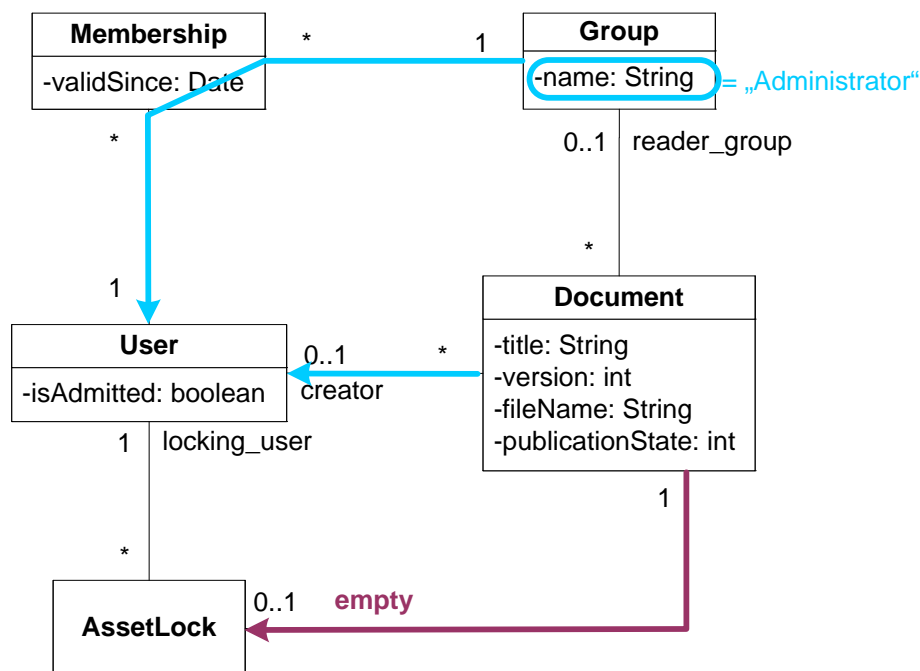 Membership
-validSince: Date
*
1
Group
-name: String
= „Administrator“
*
0..1
reader_group
*
1
Document
-title: String
-version: int
-fileName: String
-publicationState: int
User
-isAdmitted: boolean
0..1
*
creator
1
locking_user
1
*
0..1
empty
AssetLock